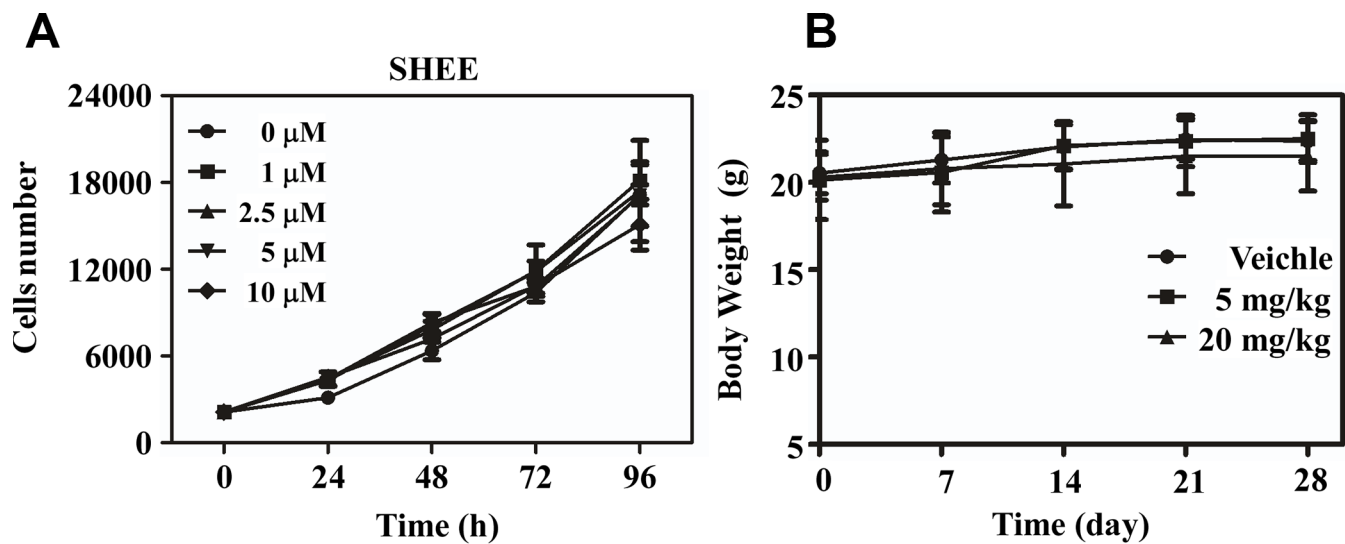 A
SHEE
24000
18000
12000
6000
0
Cells number
0 μM
1 μM
2.5 μM
5 μM
10 μM
0 24 48 72 96
Time (h)
B
25
20
15
10
5
Body Weight (g)
Veichle
5 mg/kg
20 mg/kg
0 7 14 21 28
Time (day)